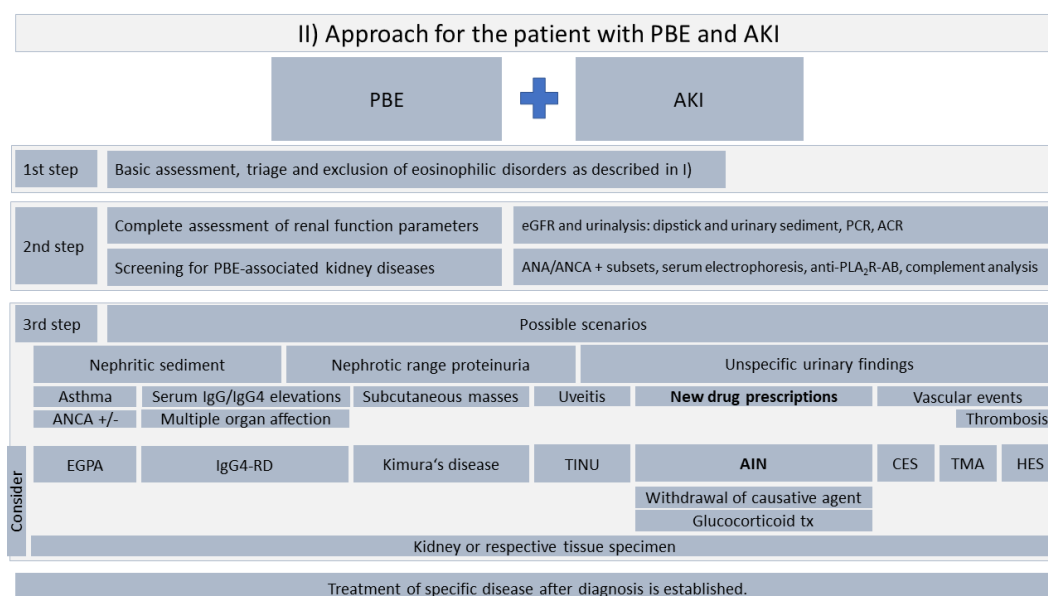 II) Approach for the patient with PBE and AKI
PBE
AKI
1st step
Basic assessment, triage and exclusion of eosinophilic disorders as described in I)
2nd step
Complete assessment of renal function parameters
eGFR and urinalysis: dipstick and urinary sediment, PCR, ACR
Screening for PBE-associated kidney diseases
ANA/ANCA + subsets, serum electrophoresis, anti-PLA₂R-AB, complement analysis
3rd step
Possible scenarios
Nephritic sediment
Nephrotic range proteinuria
Unspecific urinary findings
Asthma
Serum IgG/IgG4 elevations
Subcutaneous masses
Uveitis
New drug prescriptions
Vascular events
ANCA +/-
Multiple organ affection
Thrombosis
Consider
EGPA
IgG4-RD
Kimura‘s disease
TINU
AIN
CES
TMA
HES
Withdrawal of causative agent
Glucocorticoid tx
Kidney or respective tissue specimen
Treatment of specific disease after diagnosis is established.